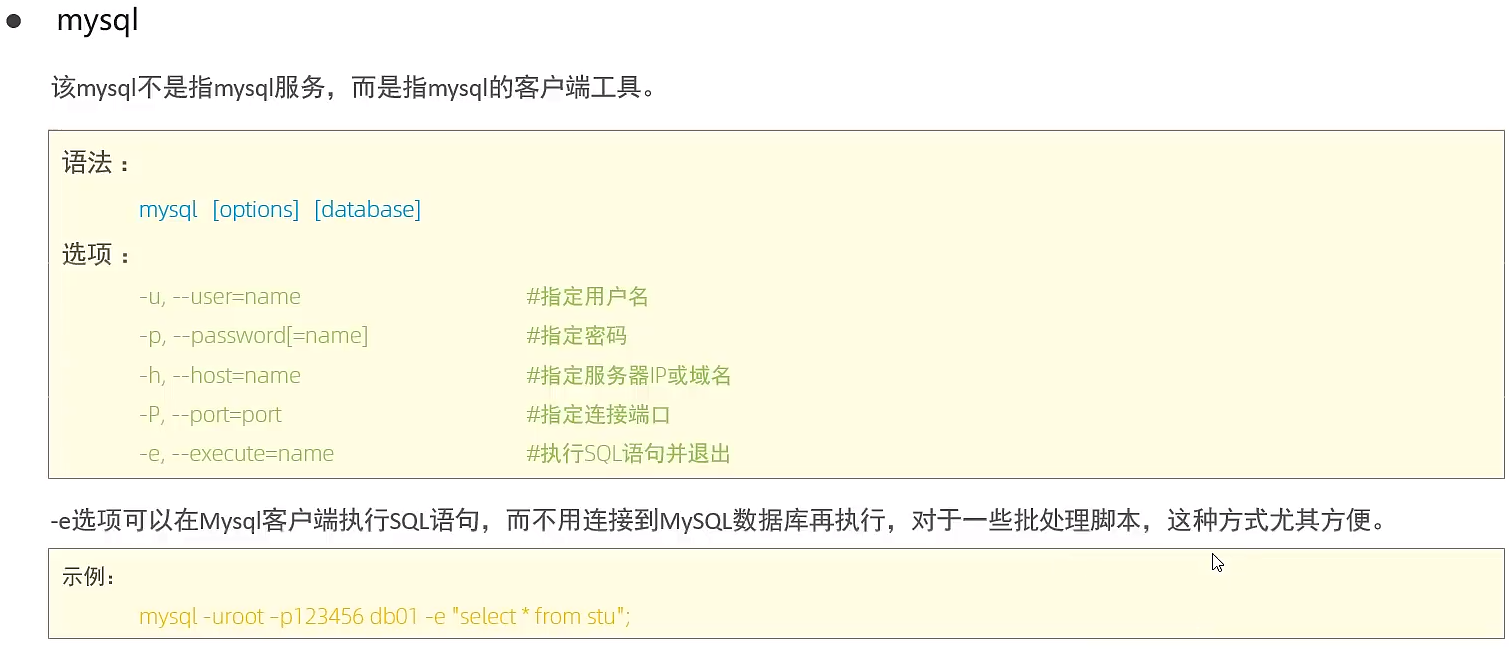 ● mysql
该mysql不是指mysql服务，而是指mysql的客户端工具。
语法：
mysql [options] [database]
选项：
-u, --user=name #指定用户名
-p, --password[=name] #指定密码
-h, --host=name #指定服务器IP或域名
-P, --port=port #指定连接端口
-e, --execute=name #执行SQL语句并退出
-e选项可以在Mysql客户端执行SQL语句，而不用连接到MySQL数据库再执行，对于一些批处理脚本，这种方式尤其方便。
示例：
mysql -uroot –p123456 db01 -e "select * from stu";